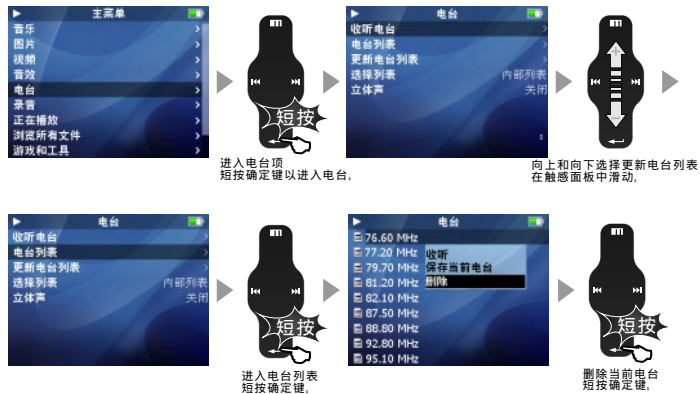 主菜单
音乐
图片
视频
音效
电台
录音
正在播放
浏览所有文件
游戏和工具
m
短按
进入电台项
短按确定键以进入电台。
电台
收听电台
电台列表
更新电台列表
选择列表 内部列表
立体声 关闭
m
向上和向下选择更新电台列表
在触感面板中滑动。
电台
收听电台
电台列表
更新电台列表
选择列表 内部列表
立体声 关闭
m
短按
进入电台列表
短按确定键。
电台
76.60 MHz
77.20 MHz
79.70 MHz
81.20 MHz
82.10 MHz
87.50 MHz
88.80 MHz
92.80 MHz
95.10 MHz
收听
保存当前电台
删除
m
短按
删除当前电台
短按确定键。